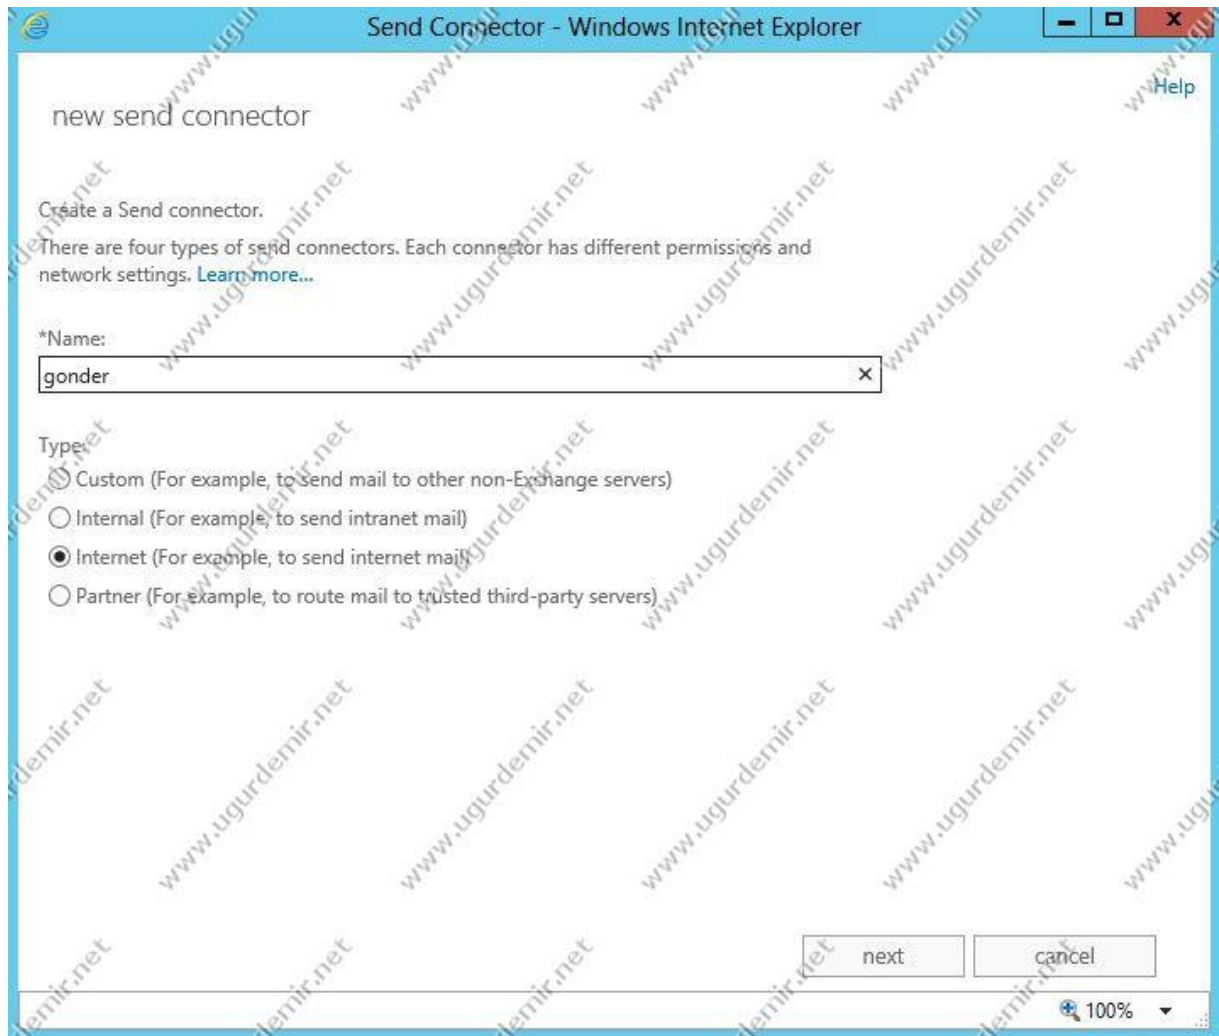 Send Connector - Windows Internet Explorer
Help
new send connector
Create a Send connector.
There are four types of send connectors. Each connector has different permissions and
network settings. Learn more...
*Name:
gonder
Type:
Custom (For example, to send mail to other non-Exchange servers)
Internal (For example, to send intranet mail)
Internet (For example, to send internet mail)
Partner (For example, to route mail to trusted third-party servers)
next cancel
100%
www.ugurdemir.net